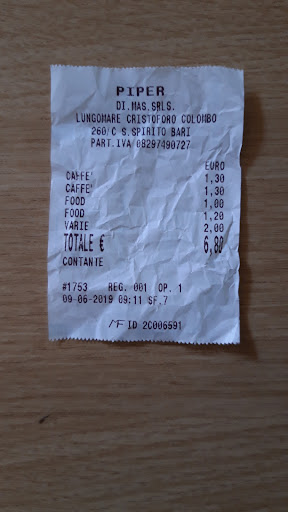 PIPER
DI.MAS.SRLS.
LUNGOMARE CRISTOFORO COLOMBO
260/C S.SPIRITO BARI
PART.IVA 08297490727
EURO
CAFFE' 1,30
CAFFE' 1,30
FOOD 1,00
FOOD 1,20
VARIE 2,00
TOTALE € 6,80
CONTANTE
#1753 REG. 001 OP. 1
09-06-2019 09:11 SF.7
MF ID 2C006591